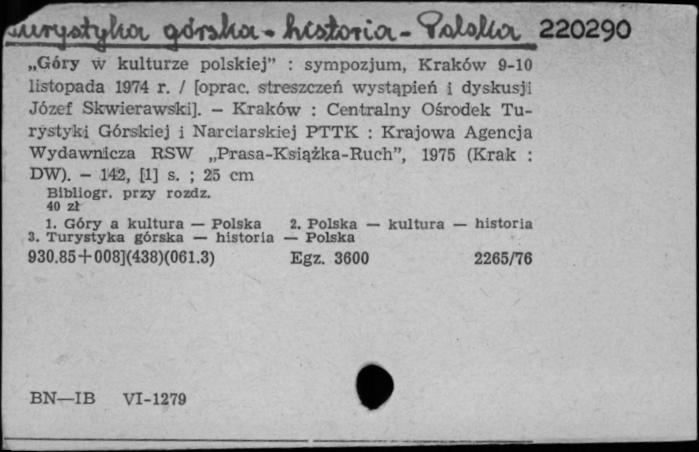 Turystyka górska - historia - Polska 220290
„Góry w kulturze polskiej” : sympozjum, Kraków 9-10
listopada 1974 r. / [oprac. streszczeń wystąpień i dyskusji
Józef Skwierawski]. — Kraków : Centralny Ośrodek Tu-
rystyki Górskiej i Narciarskiej PTTK : Krajowa Agencja
Wydawnicza RSW „Prasa-Książka-Ruch”, 1975 (Krak :
DW). — 142, [1] s. ; 25 cm
Bibliogr. przy rozdz.
40 zł
1. Góry a kultura — Polska 2. Polska — kultura — historia
3. Turystyka górska — historia — Polska
930.85+008](438)(061.3) Egz. 3600 2265/76
BN—IB VI-1279